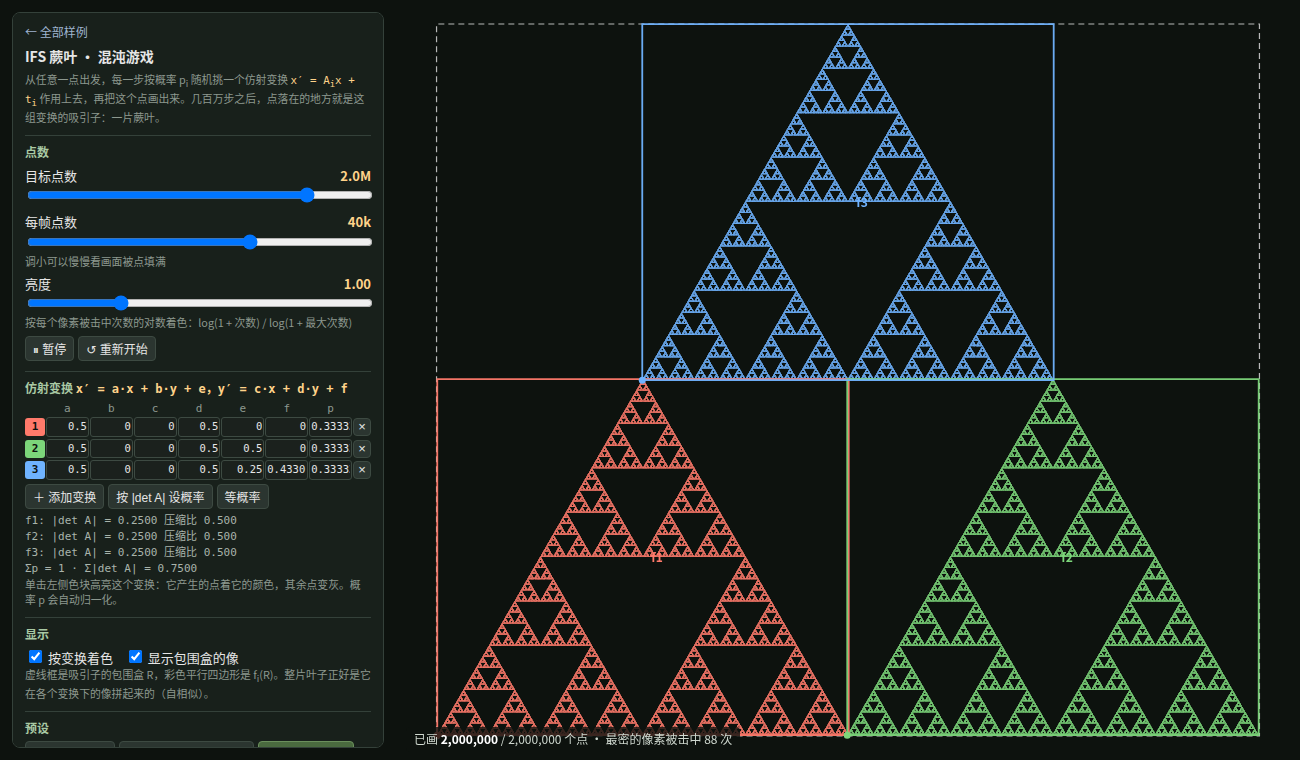 ← 全部样例
IFS 蕨叶 · 混沌游戏
从任意一点出发，每一步按概率 pi 随机挑一个仿射变换 x′ = Aix +
ti 作用上去，再把这个点画出来。几百万步之后，点落在的地方就是这
组变换的吸引子：一片蕨叶。
点数
目标点数 2.0M
每帧点数 40k
调小可以慢慢看画面被点填满
亮度 1.00
按每个像素被击中次数的对数着色：log(1 + 次数) / log(1 + 最大次数)
⏸ 暂停 ↺ 重新开始
仿射变换 x′ = a·x + b·y + e, y′ = c·x + d·y + f
a b c d e f p
1 0.5 0 0 0.5 0 0 0.3333 ×
2 0.5 0 0 0.5 0.5 0 0.3333 ×
3 0.5 0 0 0.5 0.25 0.4330 0.3333 ×
＋ 添加变换 按 |det A| 设概率 等概率
f1: |det A| = 0.2500 压缩比 0.500
f2: |det A| = 0.2500 压缩比 0.500
f3: |det A| = 0.2500 压缩比 0.500
Σp = 1 · Σ|det A| = 0.7500
单击左侧色块高亮这个变换：它产生的点着它的颜色，其余点变灰。概
率 p 会自动归一化。
显示
按变换着色 显示包围盒的像
虚线框是吸引子的包围盒 R，彩色平行四边形是 fi(R)。整片叶子正好是它
在各个变换下的像拼起来的（自相似）。
预设
f3
f1
f2
已画 2,000,000 / 2,000,000 个点 · 最密的像素被击中 88 次